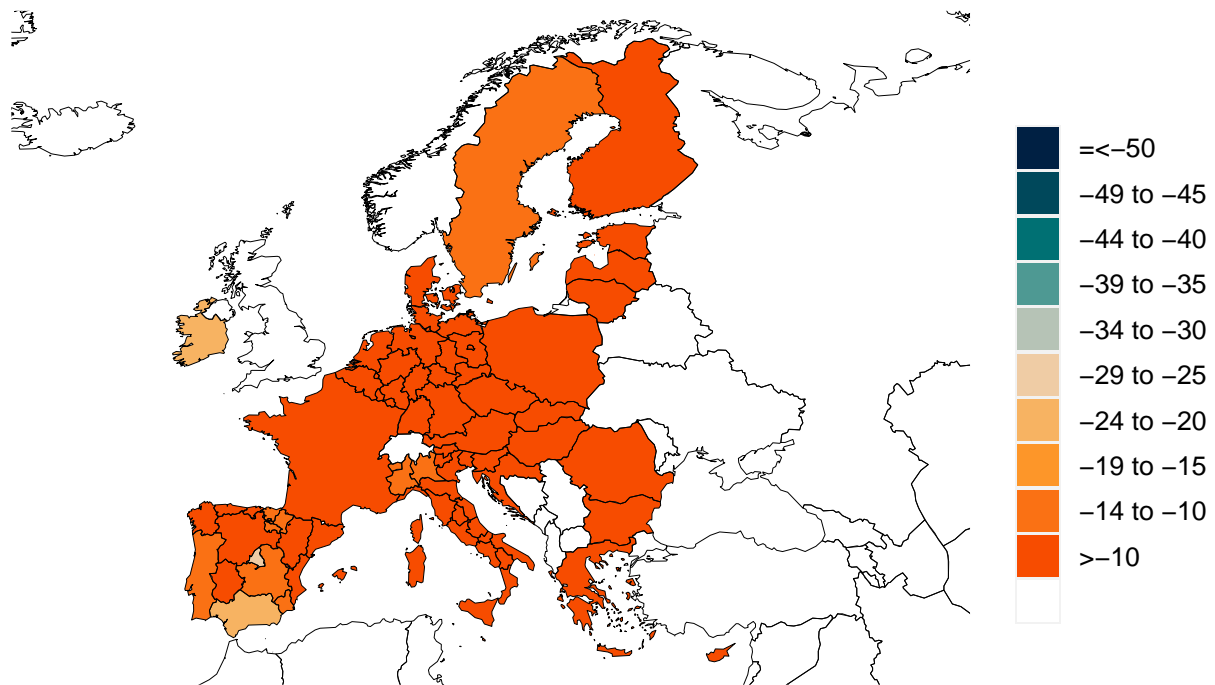 =<−50
−49 to −45
−44 to −40
−39 to −35
−34 to −30
−29 to −25
−24 to −20
−19 to −15
−14 to −10
>−10